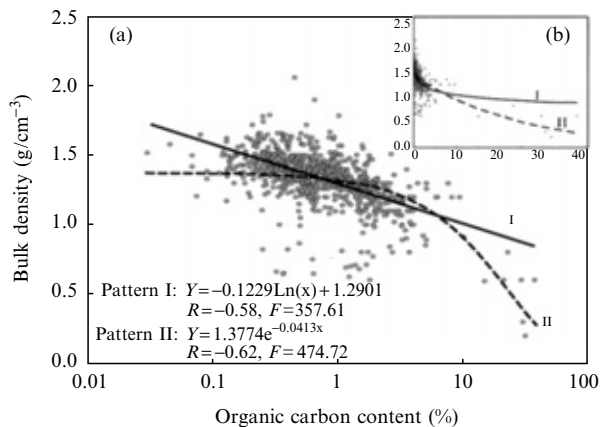 (a)
(b)
2.5
2.0
1.5
1.0
0.5
0.0
I
II
0 10 20 30 40
2.5
2.0
1.5
1.0
0.5
0.0
Bulk density (g/cm⁻³)
I
II
Pattern I: Y=−0.1229Ln(x)+1.2901
R=−0.58, F=357.61
Pattern II: Y=1.3774e⁻⁰·⁰⁴¹³ˣ
R=−0.62, F=474.72
0.01 0.1 1 10 100
Organic carbon content (%)